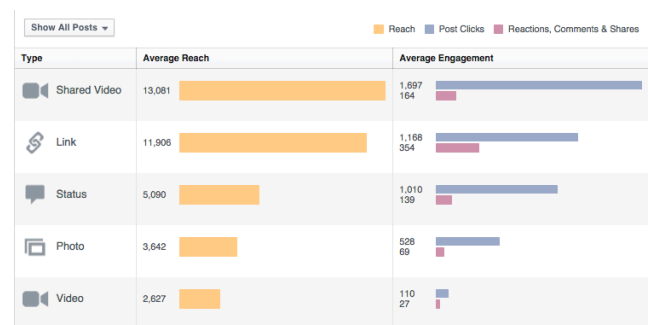 Show All Posts
Reach Post Clicks Reactions, Comments & Shares
Type Average Reach Average Engagement
Shared Video 13,081 1,697
164
Link 11,906 1,168
354
Status 5,090 1,010
139
Photo 3,642 528
69
Video 2,627 110
27